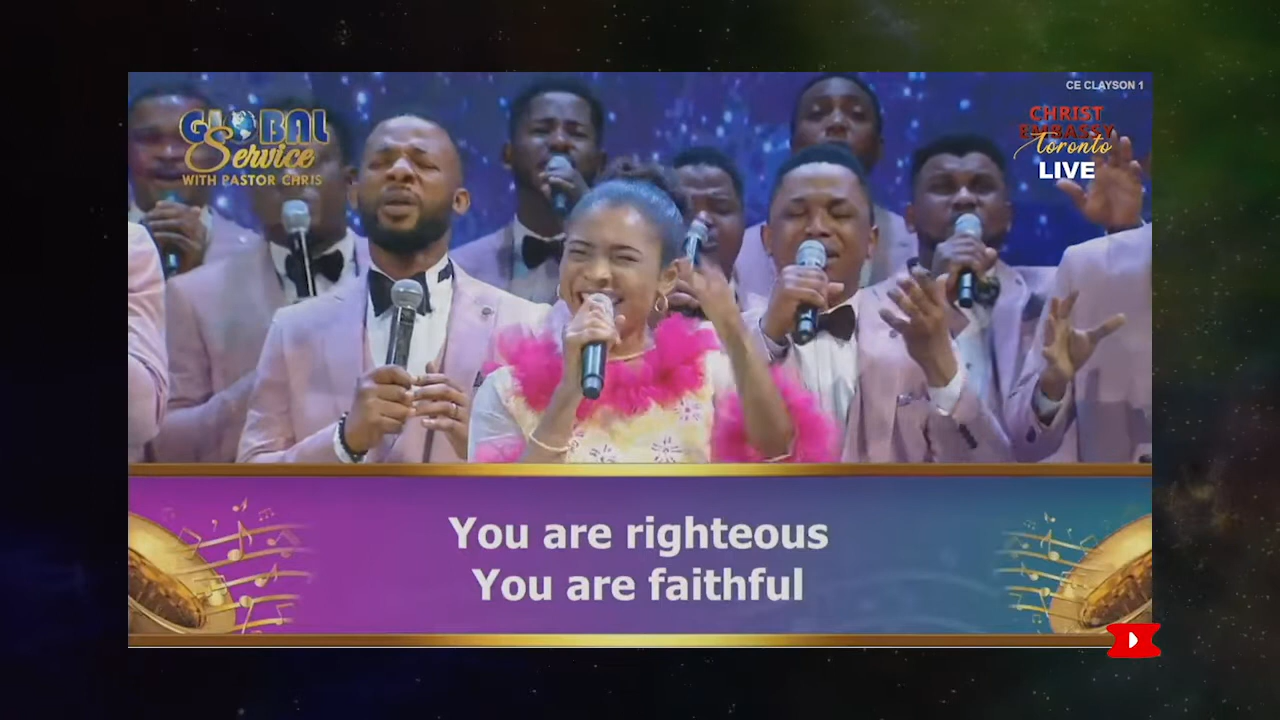 CE CLAYSON 1
GLOBAL
Service
WITH PASTOR CHRIS
CHRIST
EMBASSY
Toronto
LIVE
You are righteous
You are faithful